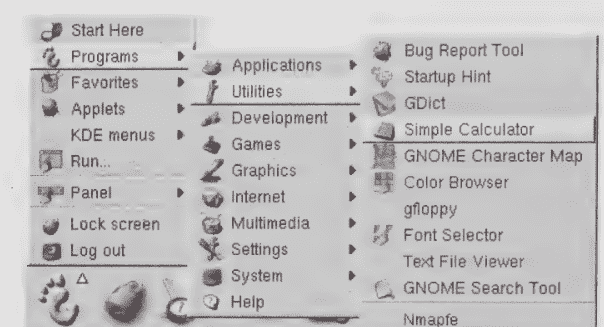 Start Here
Programs
Favorites
Applets
KDE menus
Run...
Panel
Lock screen
Log out
Applications
Utilities
Development
Games
Graphics
Internet
Multimedia
Settings
System
Help
Bug Report Tool
Startup Hint
GDict
Simple Calculator
GNOME Character Map
Color Browser
gfloppy
Font Selector
Text File Viewer
GNOME Search Tool
Nmapfe